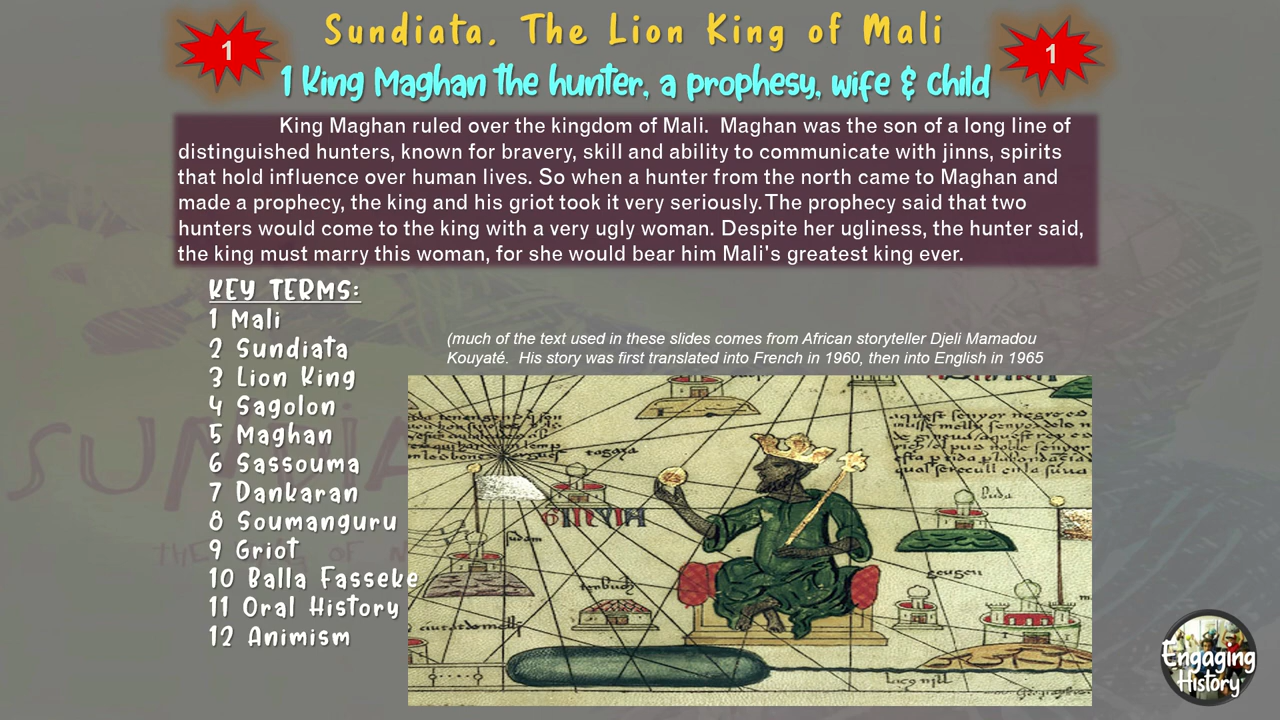 Sundiata. The Lion King of Mali
1
1
1 King Maghan the hunter, a prophesy, wife & child
King Maghan ruled over the kingdom of Mali. Maghan was the son of a long line of
distinguished hunters, known for bravery, skill and ability to communicate with jinns, spirits
that hold influence over human lives. So when a hunter from the north came to Maghan and
made a prophecy, the king and his griot took it very seriously. The prophecy said that two
hunters would come to the king with a very ugly woman. Despite her ugliness, the hunter said,
the king must marry this woman, for she would bear him Mali's greatest king ever.
KEY TERMS:
1 Mali
2 Sundiata
3 Lion King
4 Sagolon
5 Maghan
6 Sassouma
7 Dankaran
8 Soumanguru
9 Griot
10 Balla Fasseke
11 Oral History
12 Animism
(much of the text used in these slides comes from African storyteller Djeli Mamadou
Kouyaté. His story was first translated into French in 1960, then into English in 1965
togaza
tenbuch
geugeu
Engaging
History